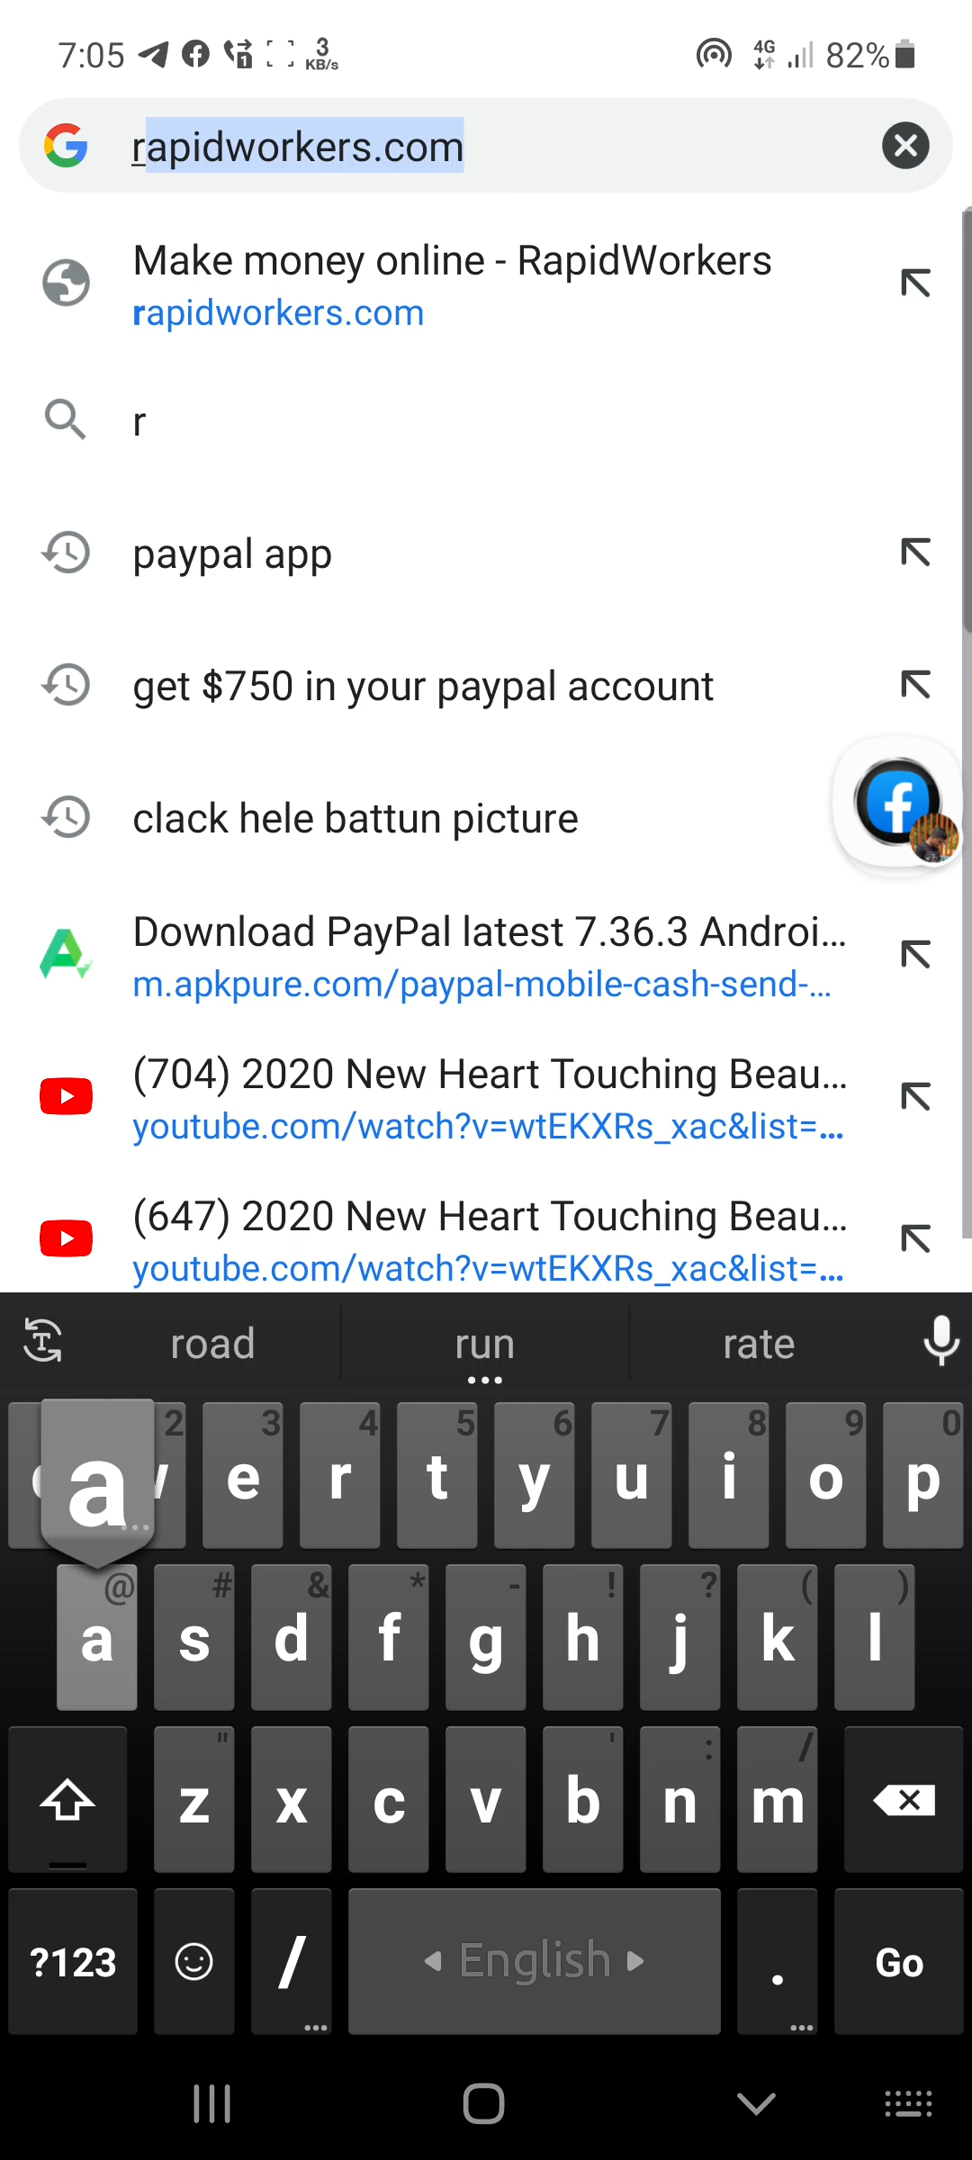 7:05 1 3 KB/s 4G 82%
rapidworkers.com
Make money online - RapidWorkers
rapidworkers.com
r
paypal app
get $750 in your paypal account
clack hele battun picture
Download PayPal latest 7.36.3 Androi...
m.apkpure.com/paypal-mobile-cash-send-...
(704) 2020 New Heart Touching Beau...
youtube.com/watch?v=wtEKXRs_xac&list=...
(647) 2020 New Heart Touching Beau...
youtube.com/watch?v=wtEKXRs_xac&list=...
T road run rate
2 3 4 5 6 7 8 9 0
a e r t y u i o p
@ # & * - ! ? ( )
a s d f g h j k l
" ' : /
z x c v b n m
?123 / English . Go